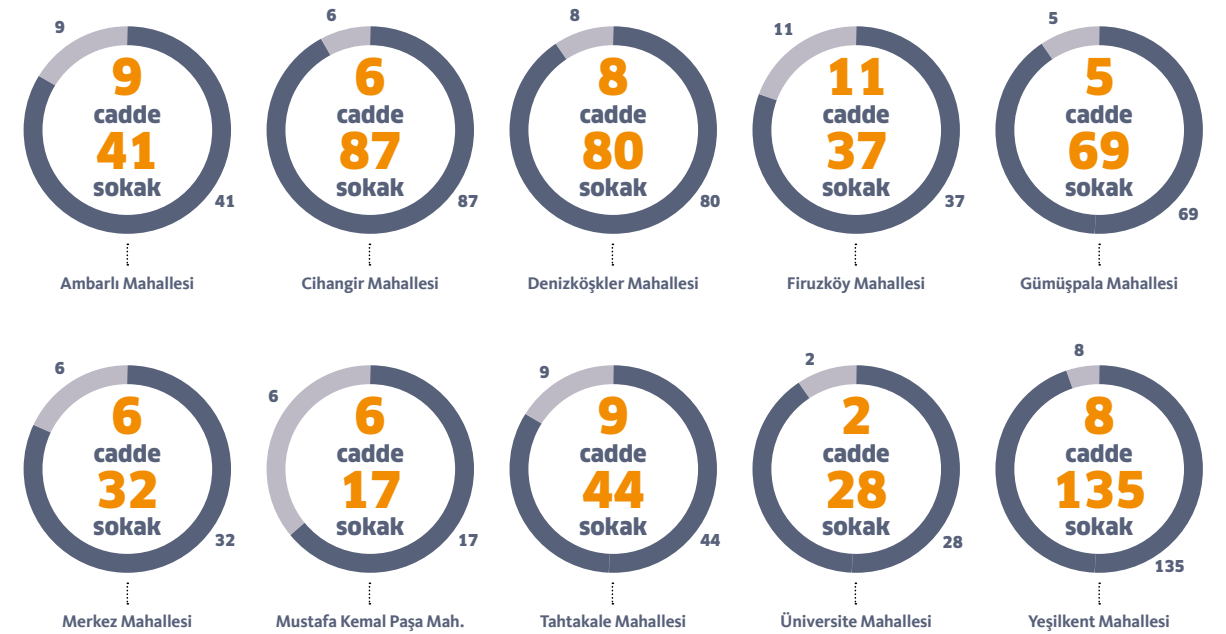 9
9
cadde
41
sokak
41
Ambarlı Mahallesi
6
6
cadde
87
sokak
87
Cihangir Mahallesi
8
8
cadde
80
sokak
80
Denizköşkler Mahallesi
11
11
cadde
37
sokak
37
Firuzköy Mahallesi
5
5
cadde
69
sokak
69
Gümüşpala Mahallesi
6
6
cadde
32
sokak
32
Merkez Mahallesi
6
6
cadde
17
sokak
17
Mustafa Kemal Paşa Mah.
9
9
cadde
44
sokak
44
Tahtakale Mahallesi
2
2
cadde
28
sokak
28
Üniversite Mahallesi
8
8
cadde
135
sokak
135
Yeşilkent Mahallesi